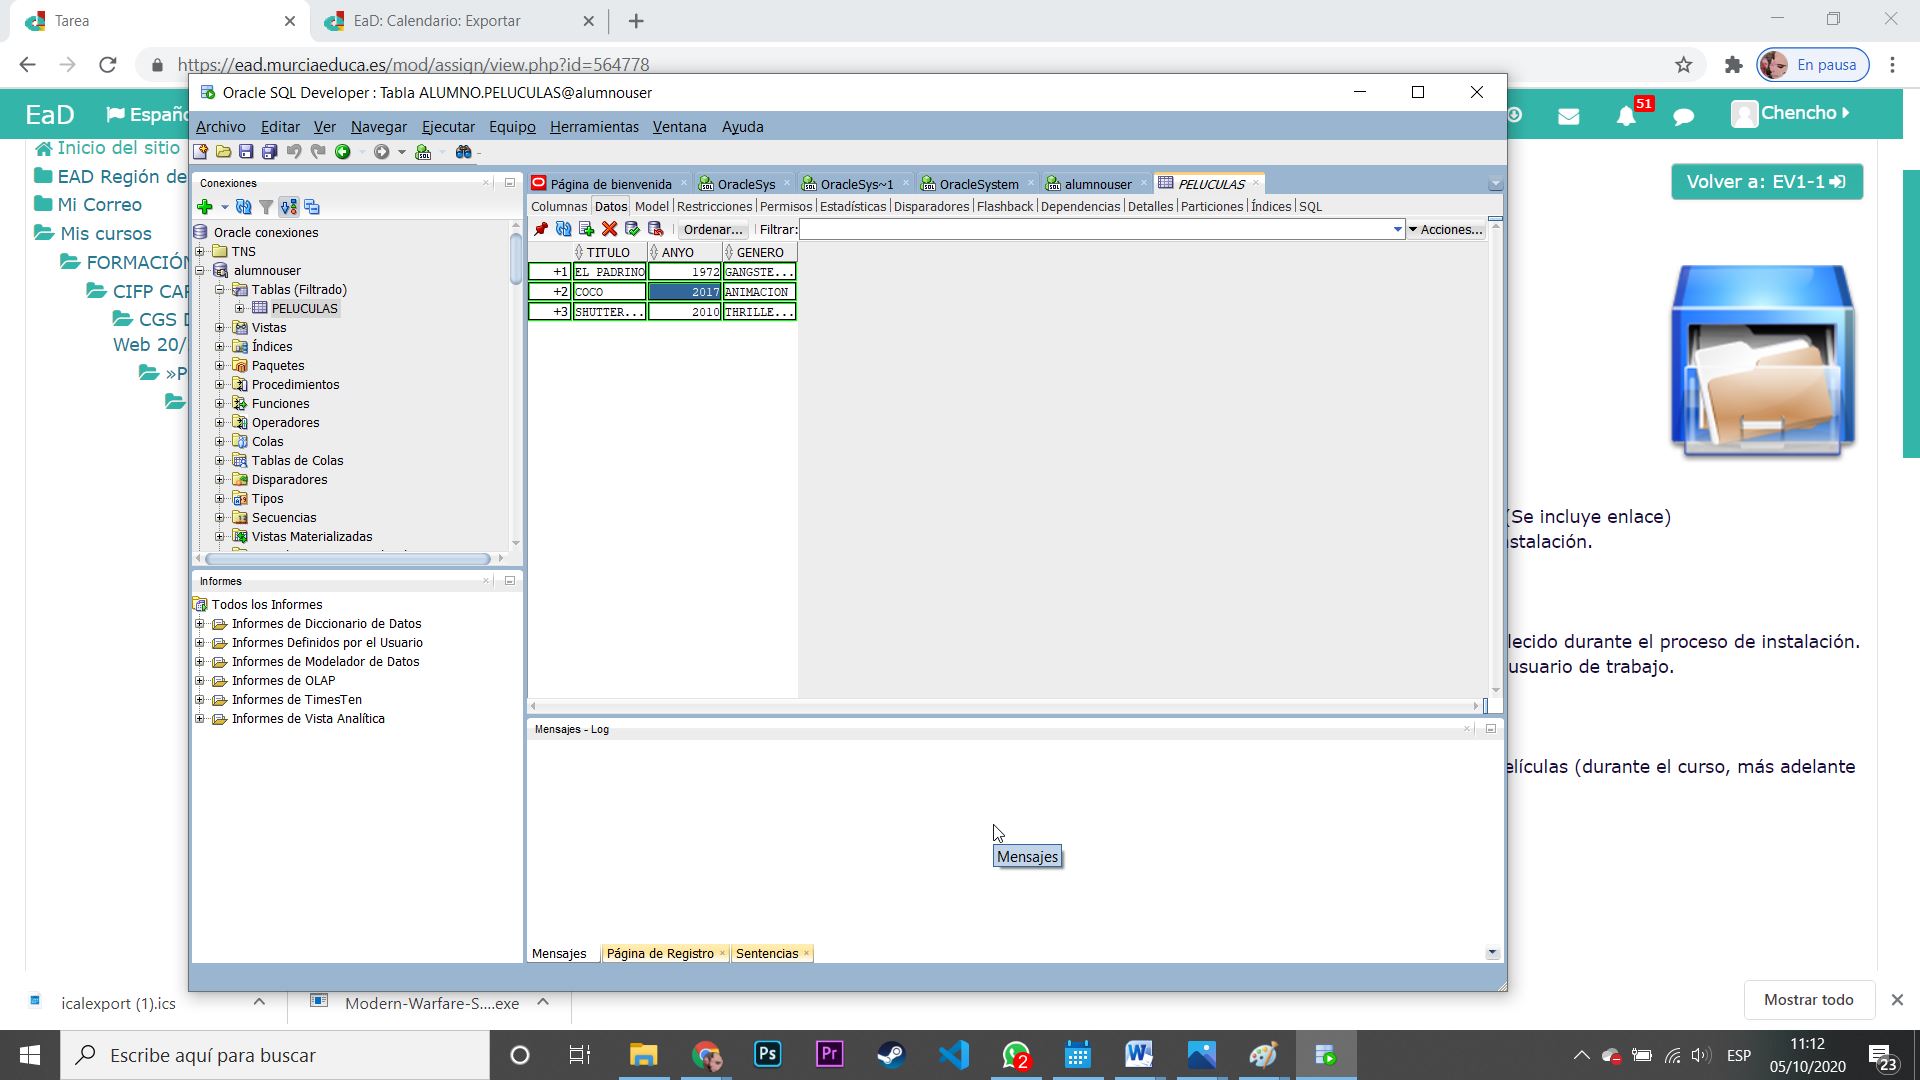 Tarea
EaD: Calendario: Exportar
https://ead.murciaeduca.es/mod/assign/view.php?id=564778
En pausa
EaD
Españo
51
Chencho
Inicio del sitio
EAD Región de
Mi Correo
Mis cursos
FORMACIÓN
CIFP CAR
CGS D
Web 20/
»P
Volver a: EV1-1
(Se incluye enlace)
nstalación.
lecido durante el proceso de instalación.
usuario de trabajo.
elículas (durante el curso, más adelante
Oracle SQL Developer : Tabla ALUMNO.PELUCULAS@alumnouser
Archivo Editar Ver Navegar Ejecutar Equipo Herramientas Ventana Ayuda
Conexiones
Oracle conexiones
TNS
alumnouser
Tablas (Filtrado)
PELUCULAS
Vistas
Índices
Paquetes
Procedimientos
Funciones
Operadores
Colas
Tablas de Colas
Disparadores
Tipos
Secuencias
Vistas Materializadas
Informes
Todos los Informes
Informes de Diccionario de Datos
Informes Definidos por el Usuario
Informes de Modelador de Datos
Informes de OLAP
Informes de TimesTen
Informes de Vista Analítica
Página de bienvenida OracleSys OracleSys~1 OracleSystem alumnouser PELUCULAS
Columnas Datos Model Restricciones Permisos Estadísticas Disparadores Flashback Dependencias Detalles Particiones Índices SQL
Ordenar... Filtrar: Acciones...
TITULO ANYO GENERO
+1 EL PADRINO 1972 GANGSTE...
+2 COCO 2017 ANIMACION
+3 SHUTTER... 2010 THRILLE...
Mensajes - Log
Mensajes
Mensajes Página de Registro Sentencias
icalexport (1).ics
Modern-Warfare-S....exe
Mostrar todo
Escribe aquí para buscar
Ps
Pr
2
W
ESP
11:12
05/10/2020
23